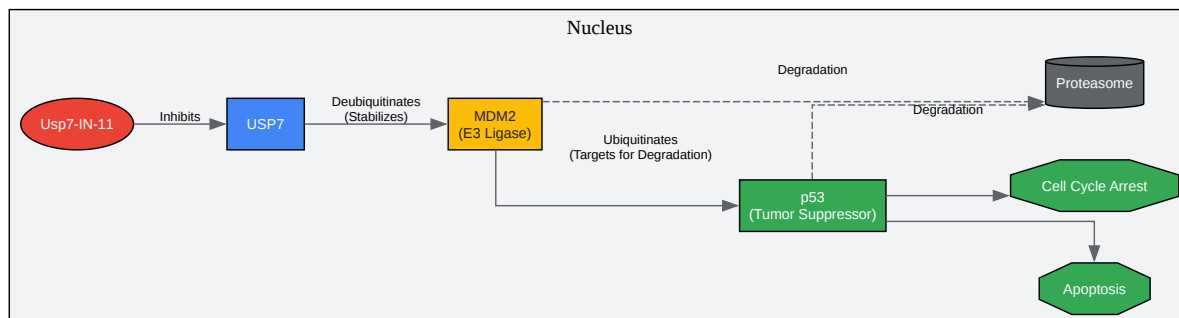 Nucleus
Degradation
Proteasome
Degradation
Usp7-IN-11
Inhibits
USP7
Deubiquitinates
(Stabilizes)
MDM2
(E3 Ligase)
Ubiquitinates
(Targets for Degradation)
p53
(Tumor Suppressor)
Cell Cycle Arrest
Apoptosis